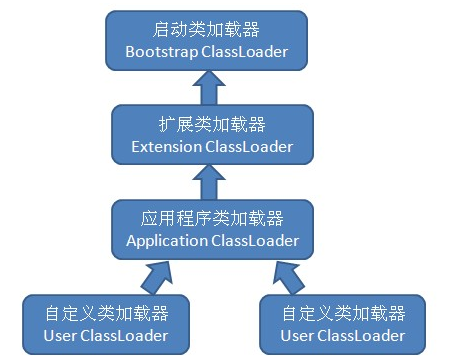 启动类加载器
Bootstrap ClassLoader
扩展类加载器
Extension ClassLoader
应用程序类加载器
Application ClassLoader
自定义类加载器
User ClassLoader
自定义类加载器
User ClassLoader